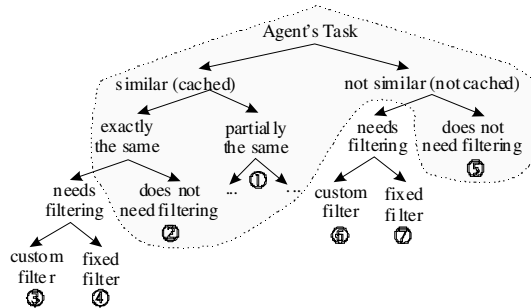 Agent's Task
similar (cached)
not similar (not cached)
exactly
the same
partially
the same
needs
filtering
does not
need filtering
⑤
needs
filtering
does not
need filtering
②
...
①
...
custom
filter
⑥
fixed
filter
⑦
custom
filter
③
fixed
filter
④